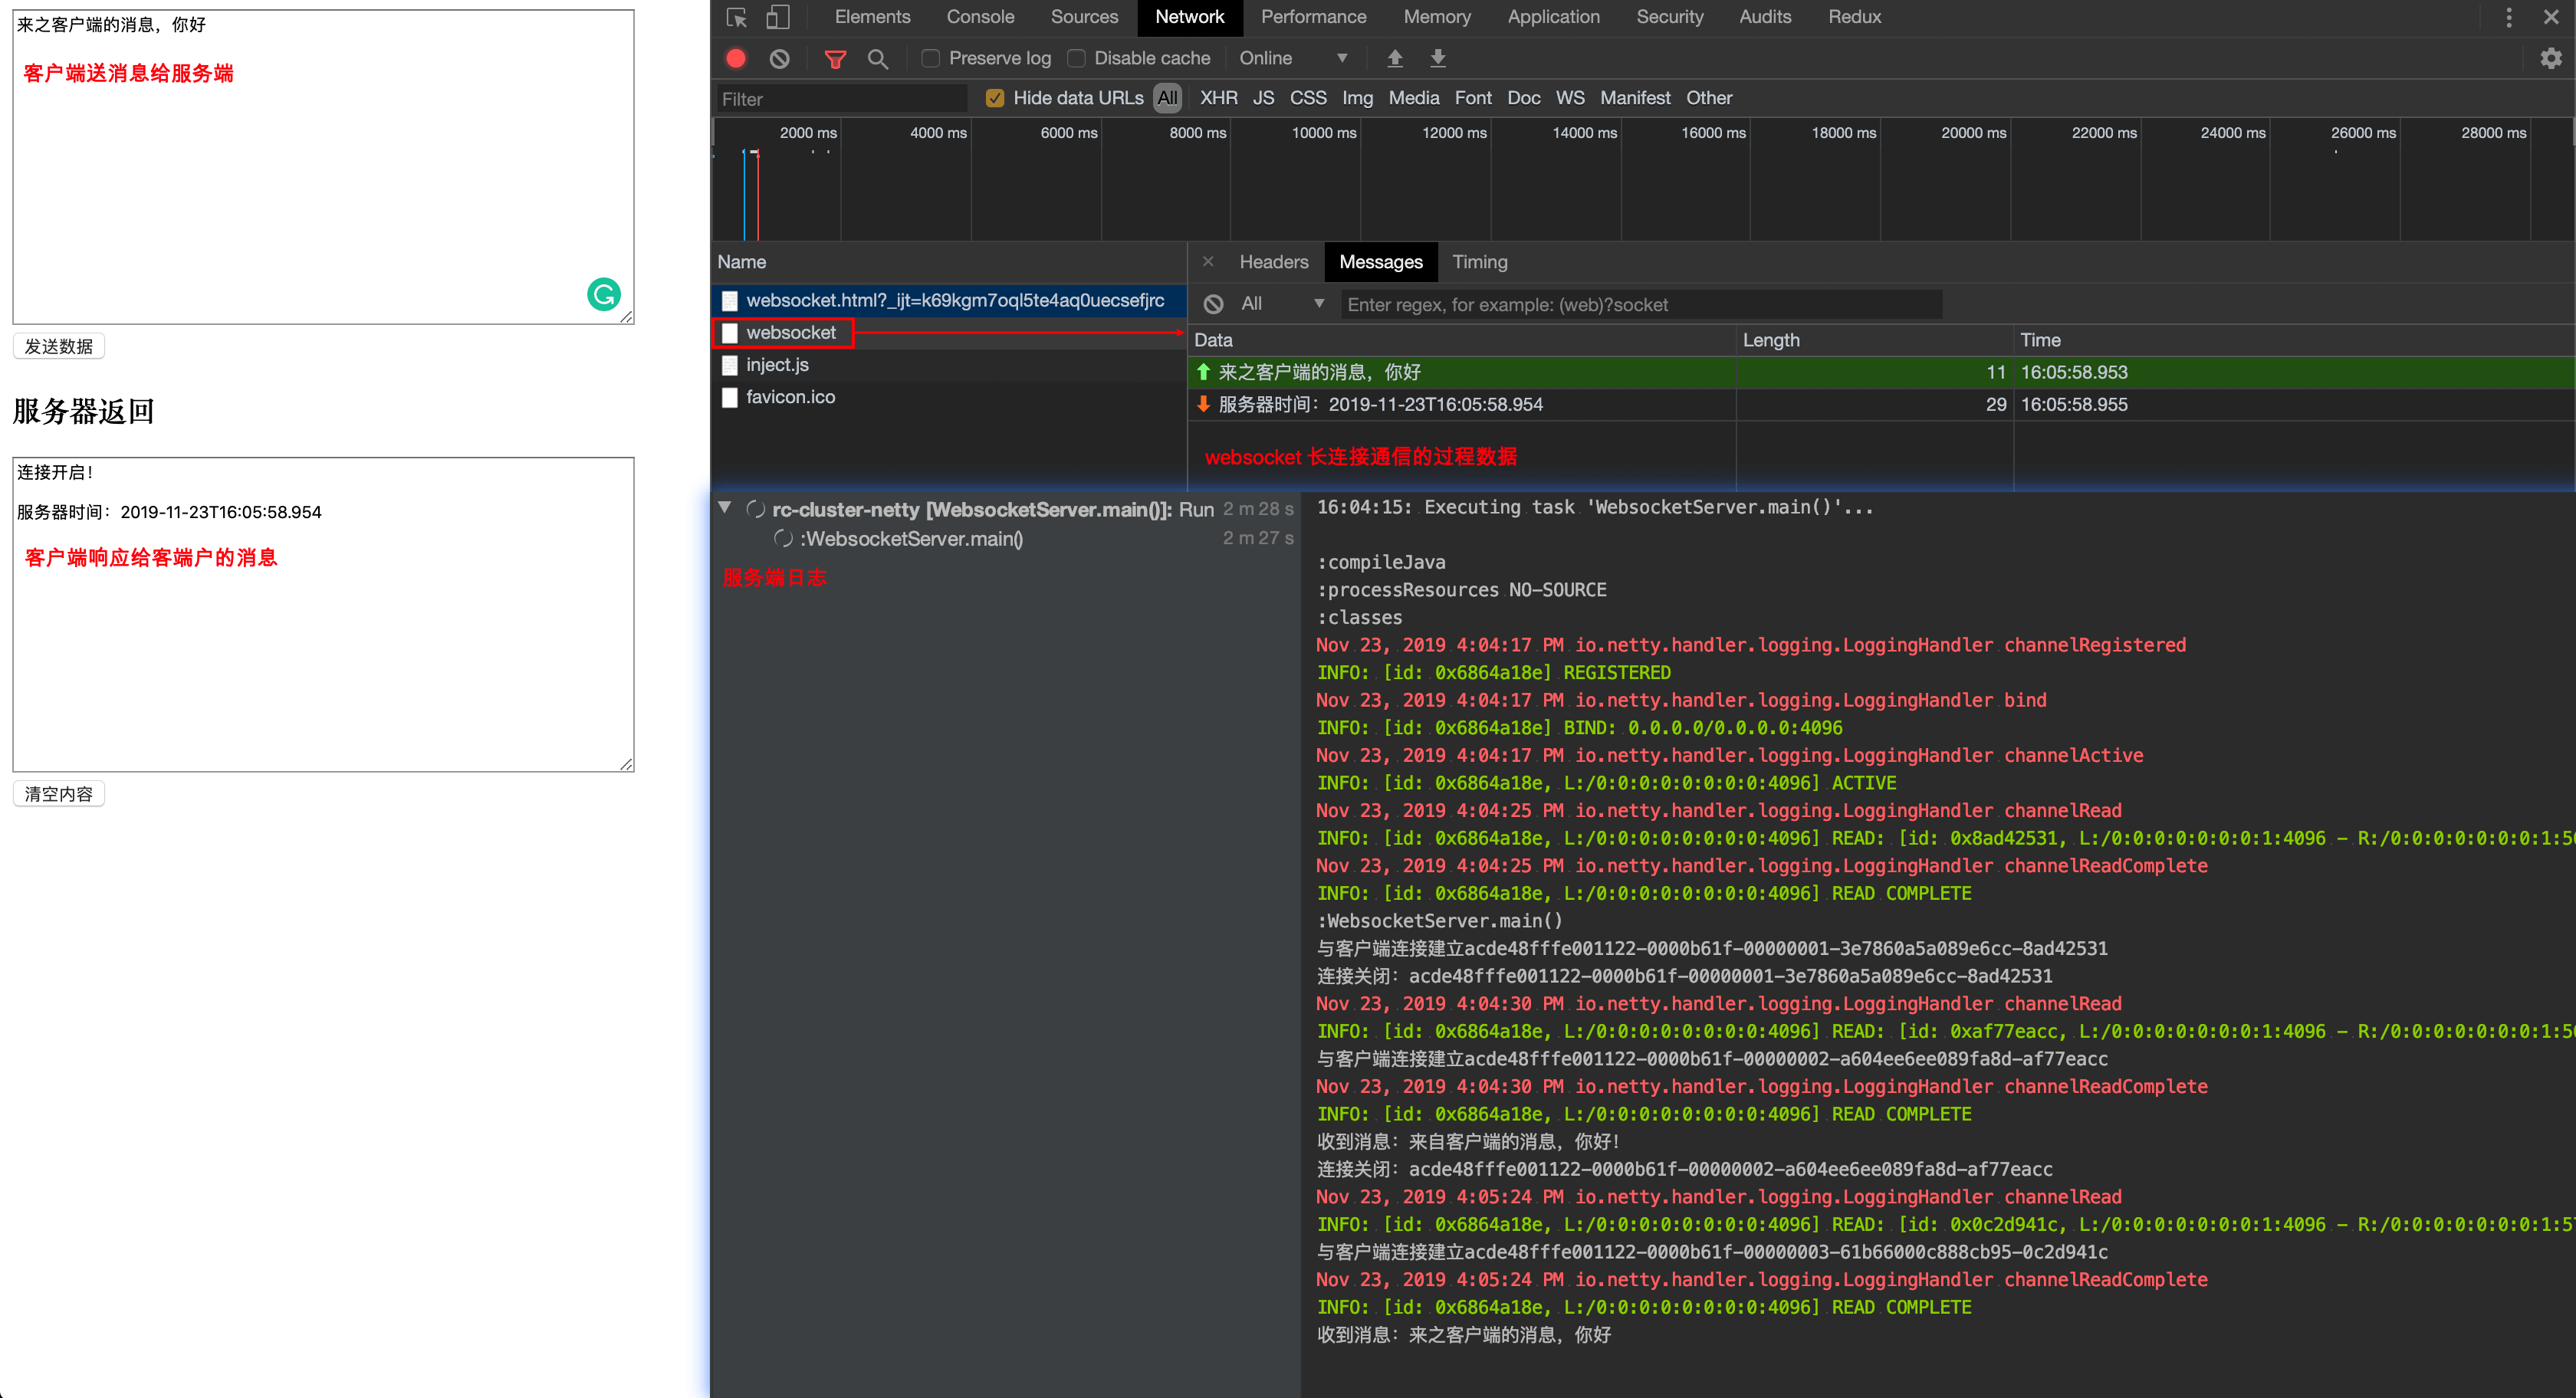 来之客户端的消息，你好
客户端送消息给服务端
发送数据
服务器返回
连接开启！
服务器时间：2019-11-23T16:05:58.954
客户端响应给客端户的消息
清空内容
Elements Console Sources Network Performance Memory Application Security Audits Redux
Preserve log Disable cache Online
Filter Hide data URLs All XHR JS CSS Img Media Font Doc WS Manifest Other
2000 ms 4000 ms 6000 ms 8000 ms 10000 ms 12000 ms 14000 ms 16000 ms 18000 ms 20000 ms 22000 ms 24000 ms 26000 ms 28000 ms
Name
websocket.html?_ijt=k69kgm7oql5te4aq0uecsefjrc
websocket
inject.js
favicon.ico
Headers Messages Timing
All Enter regex, for example: (web)?socket
Data Length Time
来之客户端的消息，你好 11 16:05:58.953
服务器时间：2019-11-23T16:05:58.954 29 16:05:58.955
websocket 长连接通信的过程数据
rc-cluster-netty [WebsocketServer.main()]: Run 2 m 28 s
:WebsocketServer.main() 2 m 27 s
服务端日志
16:04:15: Executing task 'WebsocketServer.main()'...
:compileJava
:processResources NO-SOURCE
:classes
Nov 23, 2019 4:04:17 PM io.netty.handler.logging.LoggingHandler channelRegistered
INFO: [id: 0x6864a18e] REGISTERED
Nov 23, 2019 4:04:17 PM io.netty.handler.logging.LoggingHandler bind
INFO: [id: 0x6864a18e] BIND: 0.0.0.0/0.0.0.0:4096
Nov 23, 2019 4:04:17 PM io.netty.handler.logging.LoggingHandler channelActive
INFO: [id: 0x6864a18e, L:/0:0:0:0:0:0:0:0:4096] ACTIVE
Nov 23, 2019 4:04:25 PM io.netty.handler.logging.LoggingHandler channelRead
INFO: [id: 0x6864a18e, L:/0:0:0:0:0:0:0:0:4096] READ: [id: 0x8ad42531, L:/0:0:0:0:0:0:0:1:4096 - R:/0:0:0:0:0:0:0:1:5
Nov 23, 2019 4:04:25 PM io.netty.handler.logging.LoggingHandler channelReadComplete
INFO: [id: 0x6864a18e, L:/0:0:0:0:0:0:0:0:4096] READ COMPLETE
:WebsocketServer.main()
与客户端连接建立acde48fffe001122-0000b61f-00000001-3e7860a5a089e6cc-8ad42531
连接关闭：acde48fffe001122-0000b61f-00000001-3e7860a5a089e6cc-8ad42531
Nov 23, 2019 4:04:30 PM io.netty.handler.logging.LoggingHandler channelRead
INFO: [id: 0x6864a18e, L:/0:0:0:0:0:0:0:0:4096] READ: [id: 0xaf77eacc, L:/0:0:0:0:0:0:0:1:4096 - R:/0:0:0:0:0:0:0:1:5
与客户端连接建立acde48fffe001122-0000b61f-00000002-a604ee6ee089fa8d-af77eacc
Nov 23, 2019 4:04:30 PM io.netty.handler.logging.LoggingHandler channelReadComplete
INFO: [id: 0x6864a18e, L:/0:0:0:0:0:0:0:0:4096] READ COMPLETE
收到消息：来自客户端的消息，你好！
连接关闭：acde48fffe001122-0000b61f-00000002-a604ee6ee089fa8d-af77eacc
Nov 23, 2019 4:05:24 PM io.netty.handler.logging.LoggingHandler channelRead
INFO: [id: 0x6864a18e, L:/0:0:0:0:0:0:0:0:4096] READ: [id: 0x0c2d941c, L:/0:0:0:0:0:0:0:1:4096 - R:/0:0:0:0:0:0:0:1:5
与客户端连接建立acde48fffe001122-0000b61f-00000003-61b66000c888cb95-0c2d941c
Nov 23, 2019 4:05:24 PM io.netty.handler.logging.LoggingHandler channelReadComplete
INFO: [id: 0x6864a18e, L:/0:0:0:0:0:0:0:0:4096] READ COMPLETE
收到消息：来之客户端的消息，你好